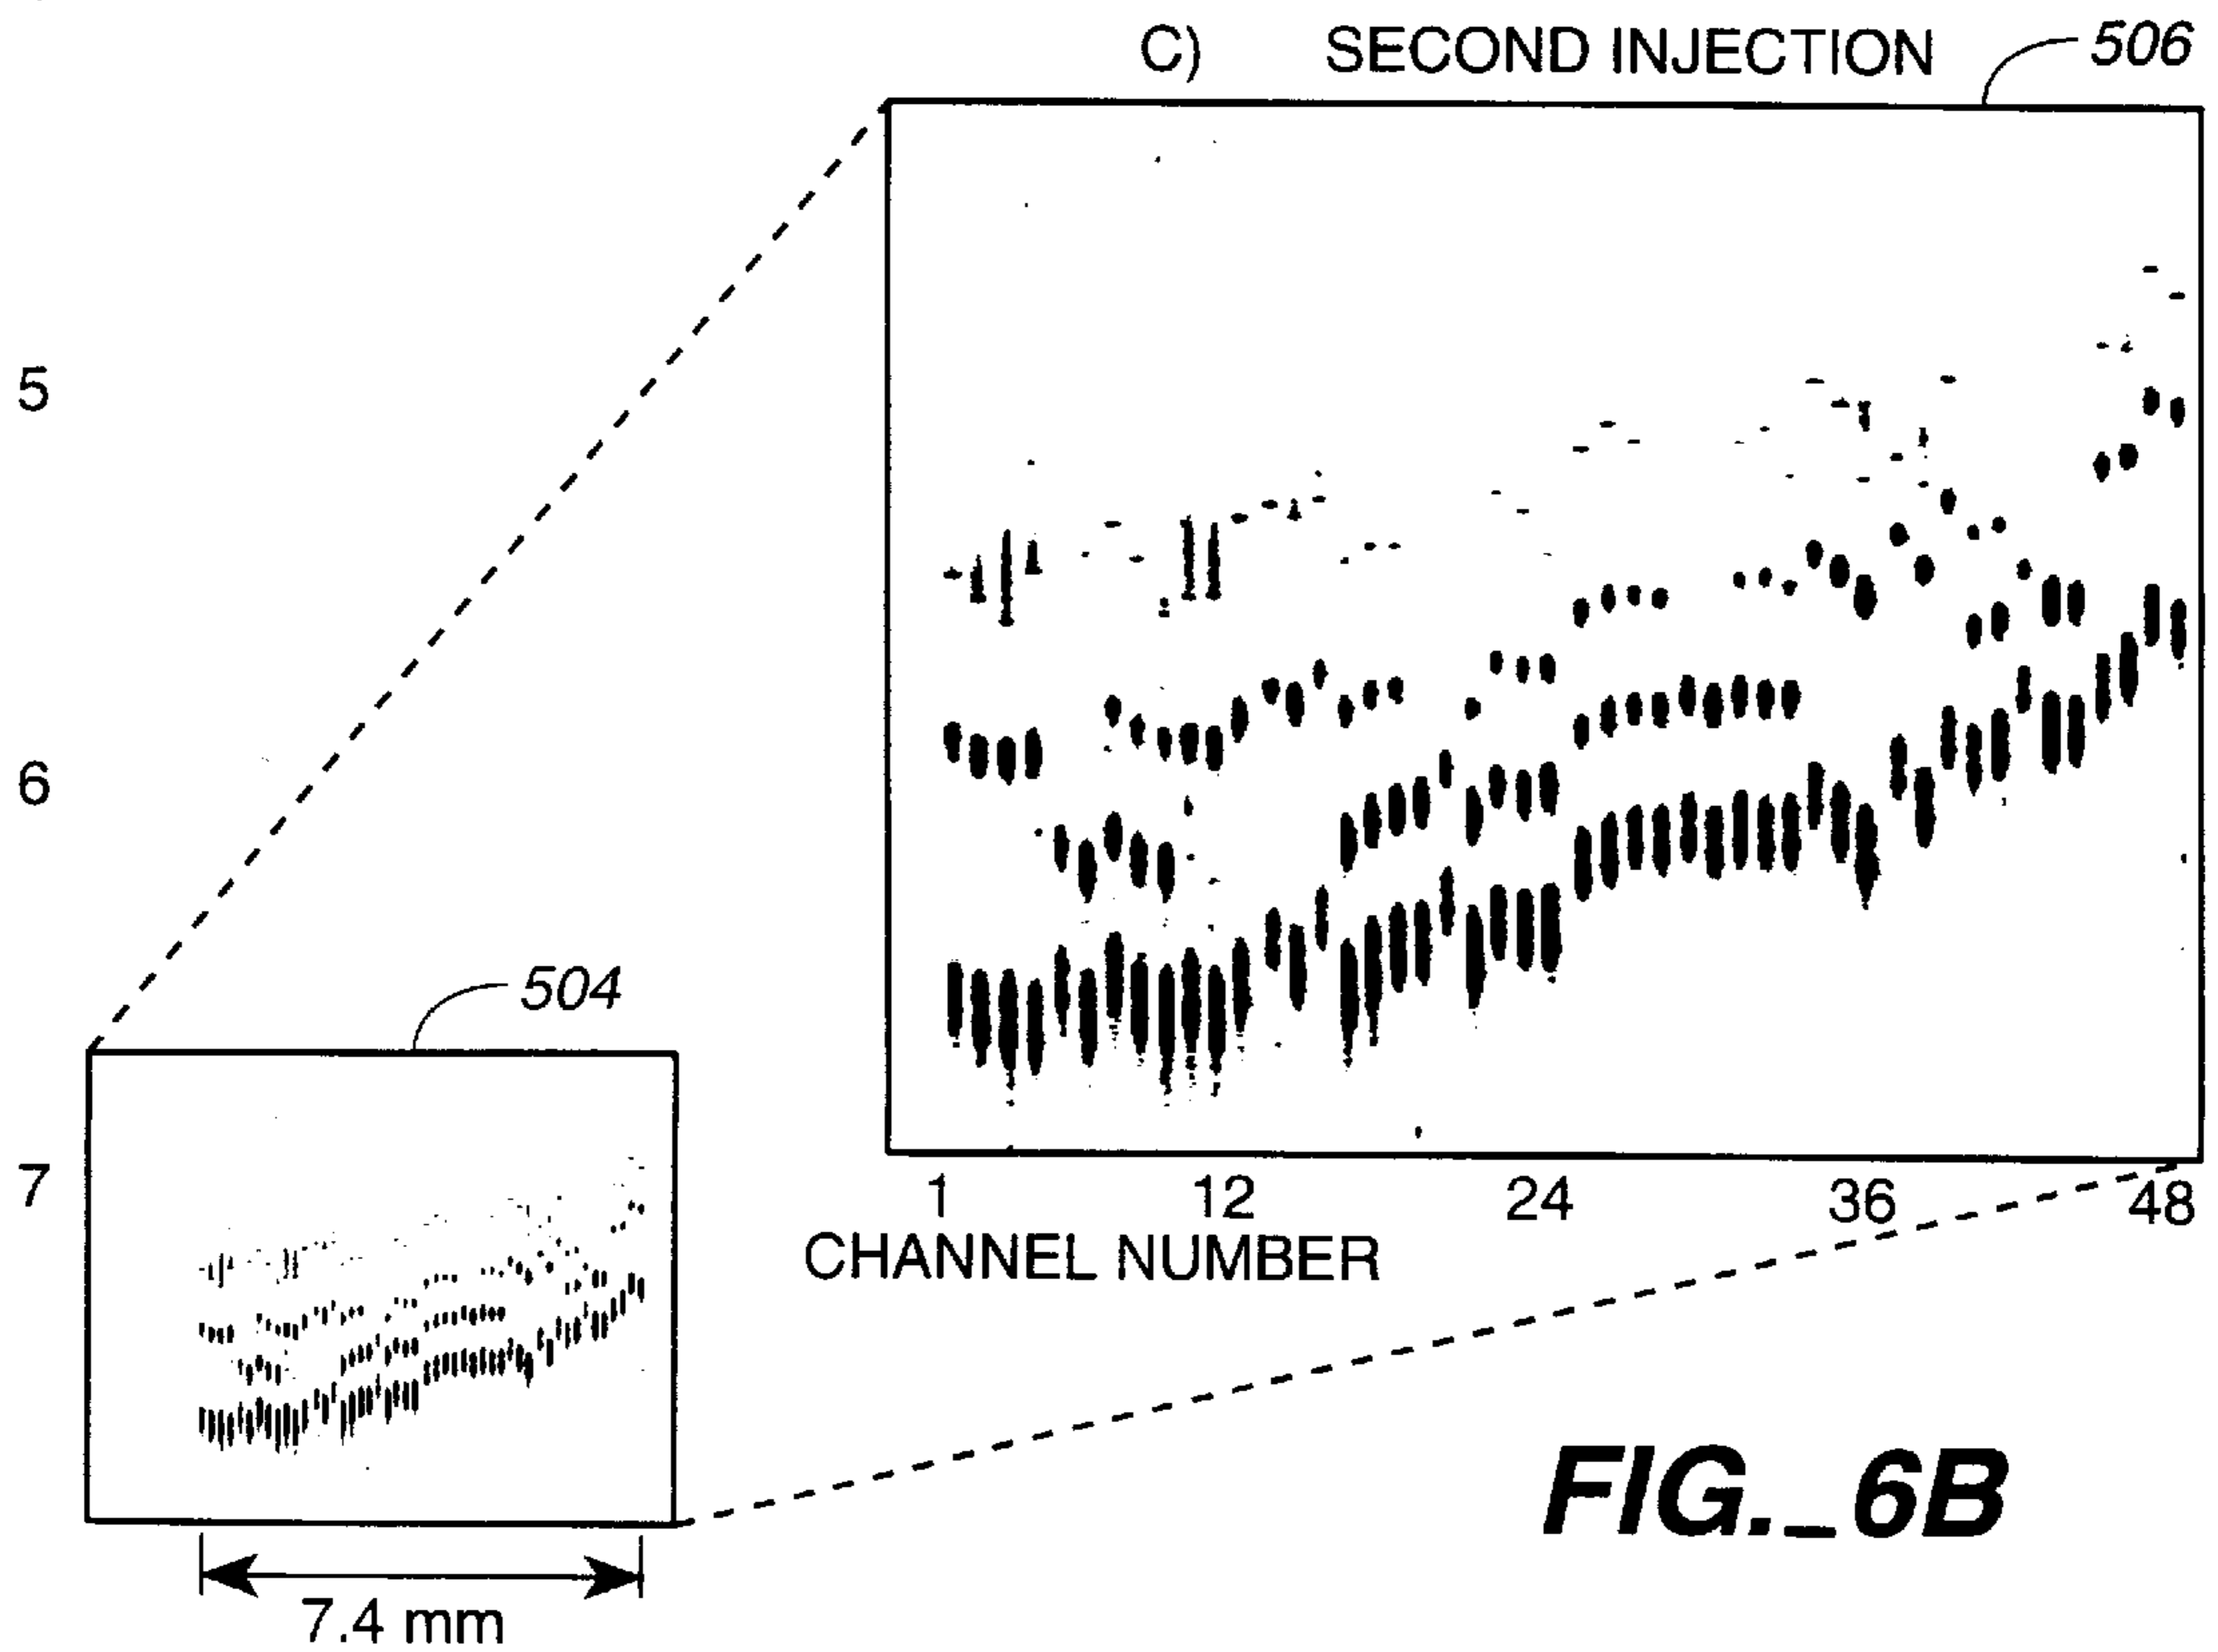 C) SECOND INJECTION 506
5
6
504
7
1 12 24 36 48
CHANNEL NUMBER
7.4 mm
FIG._6B